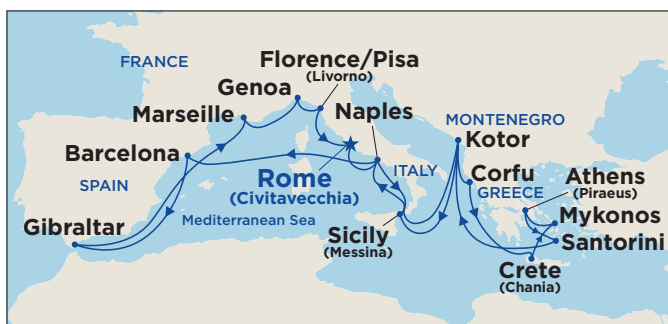 FRANCE
Florence/Pisa
(Livorno)
Genoa
Marseille
Naples
MONTENEGRO
Kotor
Barcelona
SPAIN
Rome
(Civitavecchia)
ITALY
Corfu
GREECE
Athens
(Piraeus)
Mykonos
Gibraltar
Mediterranean Sea
Sicily
(Messina)
Santorini
Crete
(Chania)